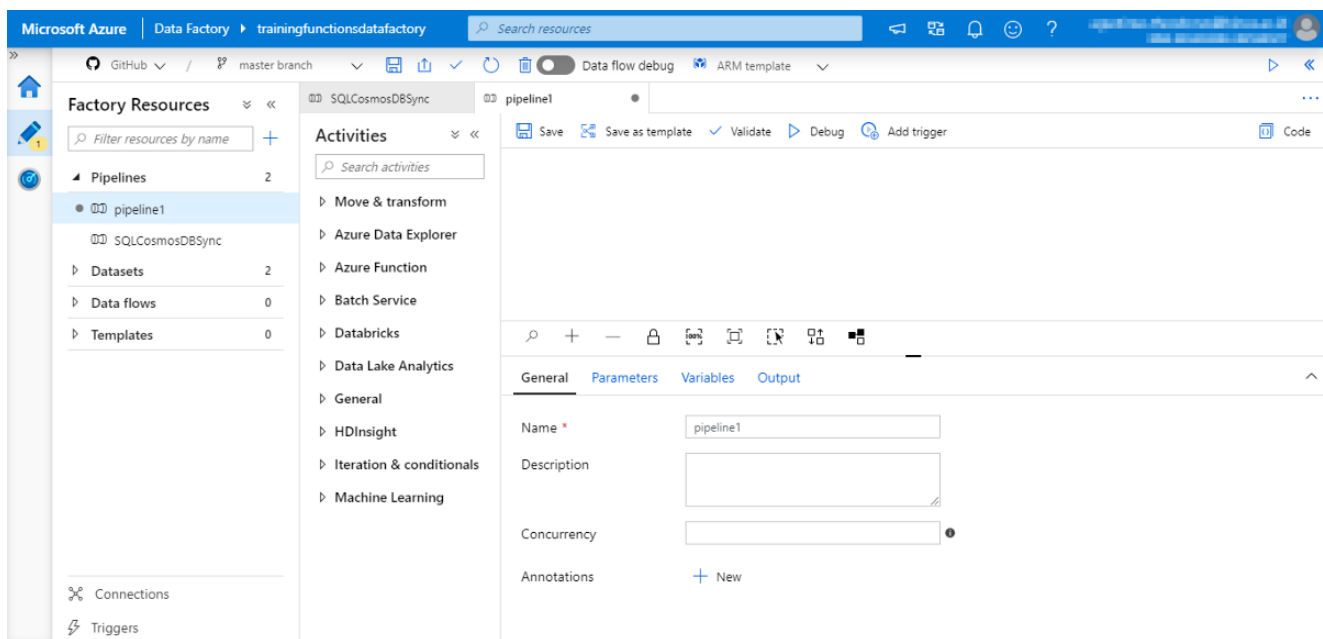 Microsoft Azure Data Factory trainingfunctionsdatafactory Search resources ?
GitHub / master branch Data flow debug ARM template
Factory Resources
Filter resources by name
1
Pipelines 2
pipeline1
SQLCosmosDBSync
Datasets 2
Data flows 0
Templates 0
Connections
Triggers
SQLCosmosDBSync pipeline1
Activities
Search activities
Move & transform
Azure Data Explorer
Azure Function
Batch Service
Databricks
Data Lake Analytics
General
HDInsight
Iteration & conditionals
Machine Learning
Save Save as template Validate Debug Add trigger Code
100%
General Parameters Variables Output
Name * pipeline1
Description
Concurrency
Annotations New